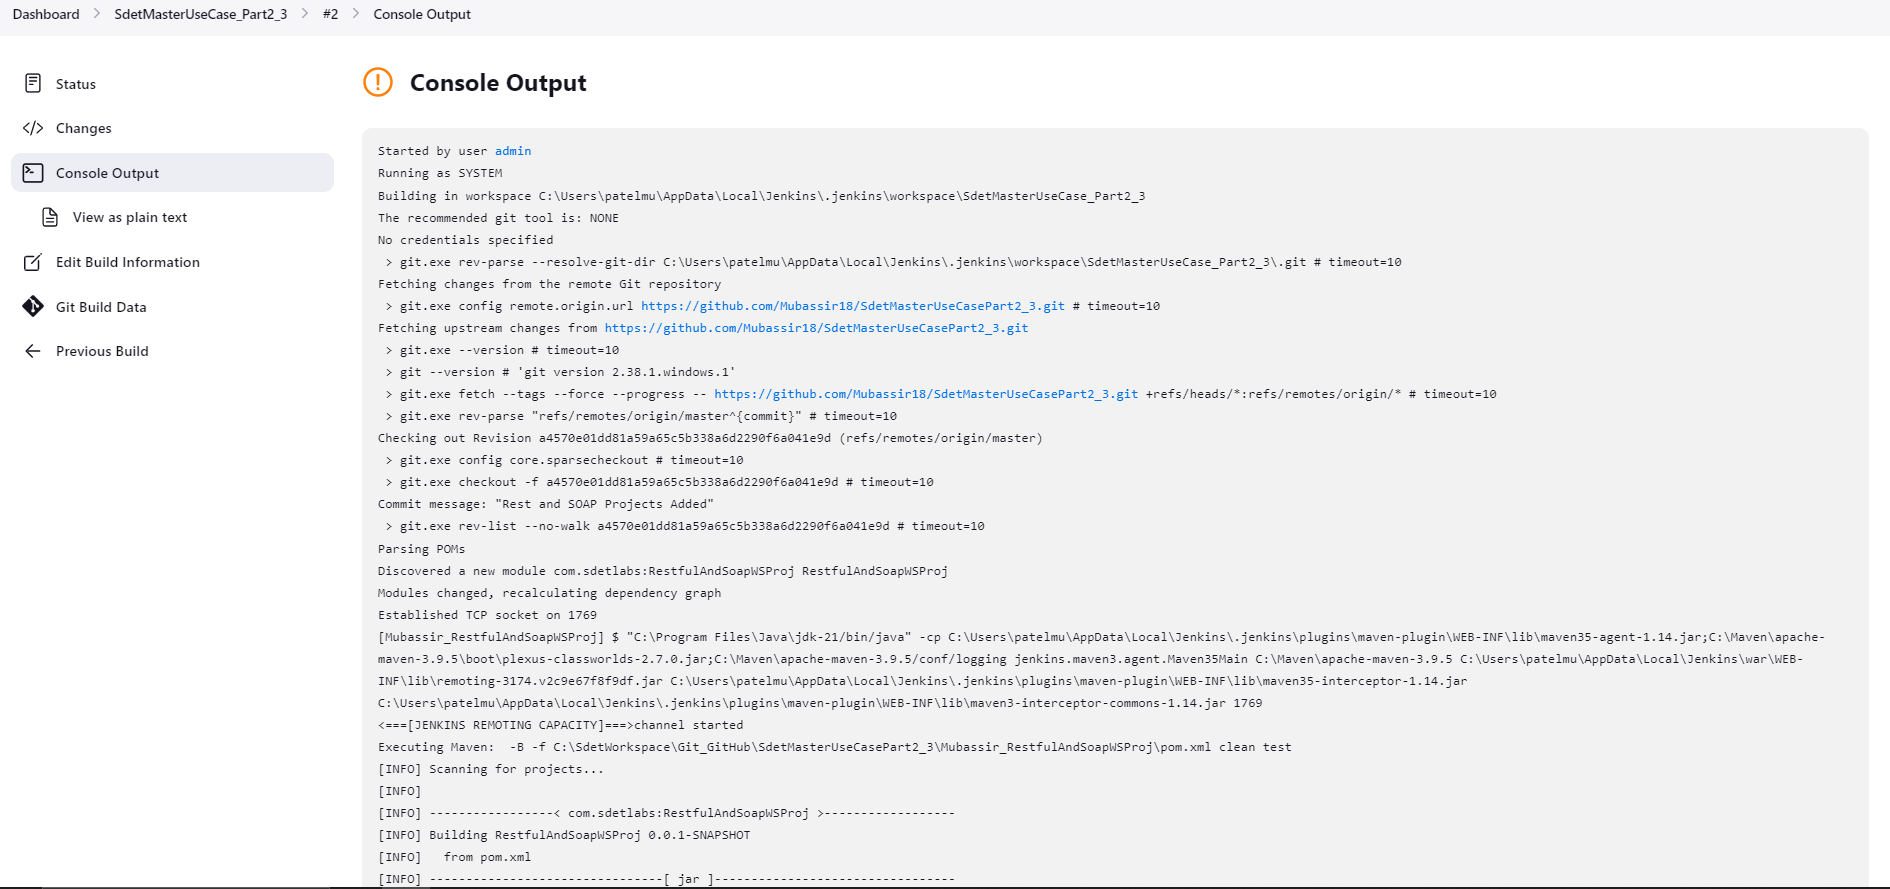 Dashboard > SdetMasterUseCase_Part2_3 > #2 > Console Output
Status
Changes
Console Output
View as plain text
Edit Build Information
Git Build Data
Previous Build
Console Output
Started by user admin
Running as SYSTEM
Building in workspace C:\Users\patelmu\AppData\Local\Jenkins\.jenkins\workspace\SdetMasterUseCase_Part2_3
The recommended git tool is: NONE
No credentials specified
> git.exe rev-parse --resolve-git-dir C:\Users\patelmu\AppData\Local\Jenkins\.jenkins\workspace\SdetMasterUseCase_Part2_3\.git # timeout=10
Fetching changes from the remote Git repository
> git.exe config remote.origin.url https://github.com/Mubassir18/SdetMasterUseCasePart2_3.git # timeout=10
Fetching upstream changes from https://github.com/Mubassir18/SdetMasterUseCasePart2_3.git
> git.exe --version # timeout=10
> git --version # 'git version 2.38.1.windows.1'
> git.exe fetch --tags --force --progress -- https://github.com/Mubassir18/SdetMasterUseCasePart2_3.git +refs/heads/*:refs/remotes/origin/* # timeout=10
> git.exe rev-parse "refs/remotes/origin/master^{commit}" # timeout=10
Checking out Revision a4570e01dd81a59a65c5b338a6d2290f6a041e9d (refs/remotes/origin/master)
> git.exe config core.sparsecheckout # timeout=10
> git.exe checkout -f a4570e01dd81a59a65c5b338a6d2290f6a041e9d # timeout=10
Commit message: "Rest and SOAP Projects Added"
> git.exe rev-list --no-walk a4570e01dd81a59a65c5b338a6d2290f6a041e9d # timeout=10
Parsing POMs
Discovered a new module com.sdetlabs:RestfulAndSoapWSProj RestfulAndSoapWSProj
Modules changed, recalculating dependency graph
Established TCP socket on 1769
[Mubassir_RestfulAndSoapWSProj] $ "C:\Program Files\Java\jdk-21/bin/java" -cp C:\Users\patelmu\AppData\Local\Jenkins\.jenkins\plugins\maven-plugin\WEB-INF\lib\maven35-agent-1.14.jar;C:\Maven\apache-
maven-3.9.5\boot\plexus-classworlds-2.7.0.jar;C:\Maven\apache-maven-3.9.5/conf/logging jenkins.maven3.agent.Maven35Main C:\Maven\apache-maven-3.9.5 C:\Users\patelmu\AppData\Local\Jenkins\war\WEB-
INF\lib\remoting-3174.v2c9e67f8f9df.jar C:\Users\patelmu\AppData\Local\Jenkins\.jenkins\plugins\maven-plugin\WEB-INF\lib\maven35-interceptor-1.14.jar
C:\Users\patelmu\AppData\Local\Jenkins\.jenkins\plugins\maven-plugin\WEB-INF\lib\maven3-interceptor-commons-1.14.jar 1769
<===[JENKINS REMOTING CAPACITY]===>channel started
Executing Maven:  -B -f C:\SdetWorkspace\Git_GitHub\SdetMasterUseCasePart2_3\Mubassir_RestfulAndSoapWSProj\pom.xml clean test
[INFO] Scanning for projects...
[INFO]
[INFO] -----------------< com.sdetlabs:RestfulAndSoapWSProj >------------------
[INFO] Building RestfulAndSoapWSProj 0.0.1-SNAPSHOT
[INFO]   from pom.xml
[INFO] --------------------------------[ jar ]---------------------------------